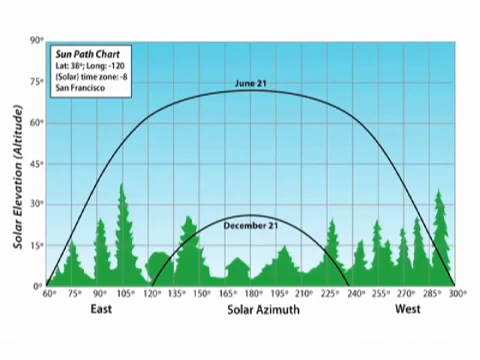 90°
Sun Path Chart
Lat: 38°; Long: -120
(Solar) time zone: -8
San Francisco
75°
June 21
60°
45°
30°
15°
0°
December 21
Solar Elevation (Altitude)
60° 75° 90° 105° 120° 135° 150° 165° 180° 195° 210° 225° 240° 255° 270° 285° 300°
East Solar Azimuth West